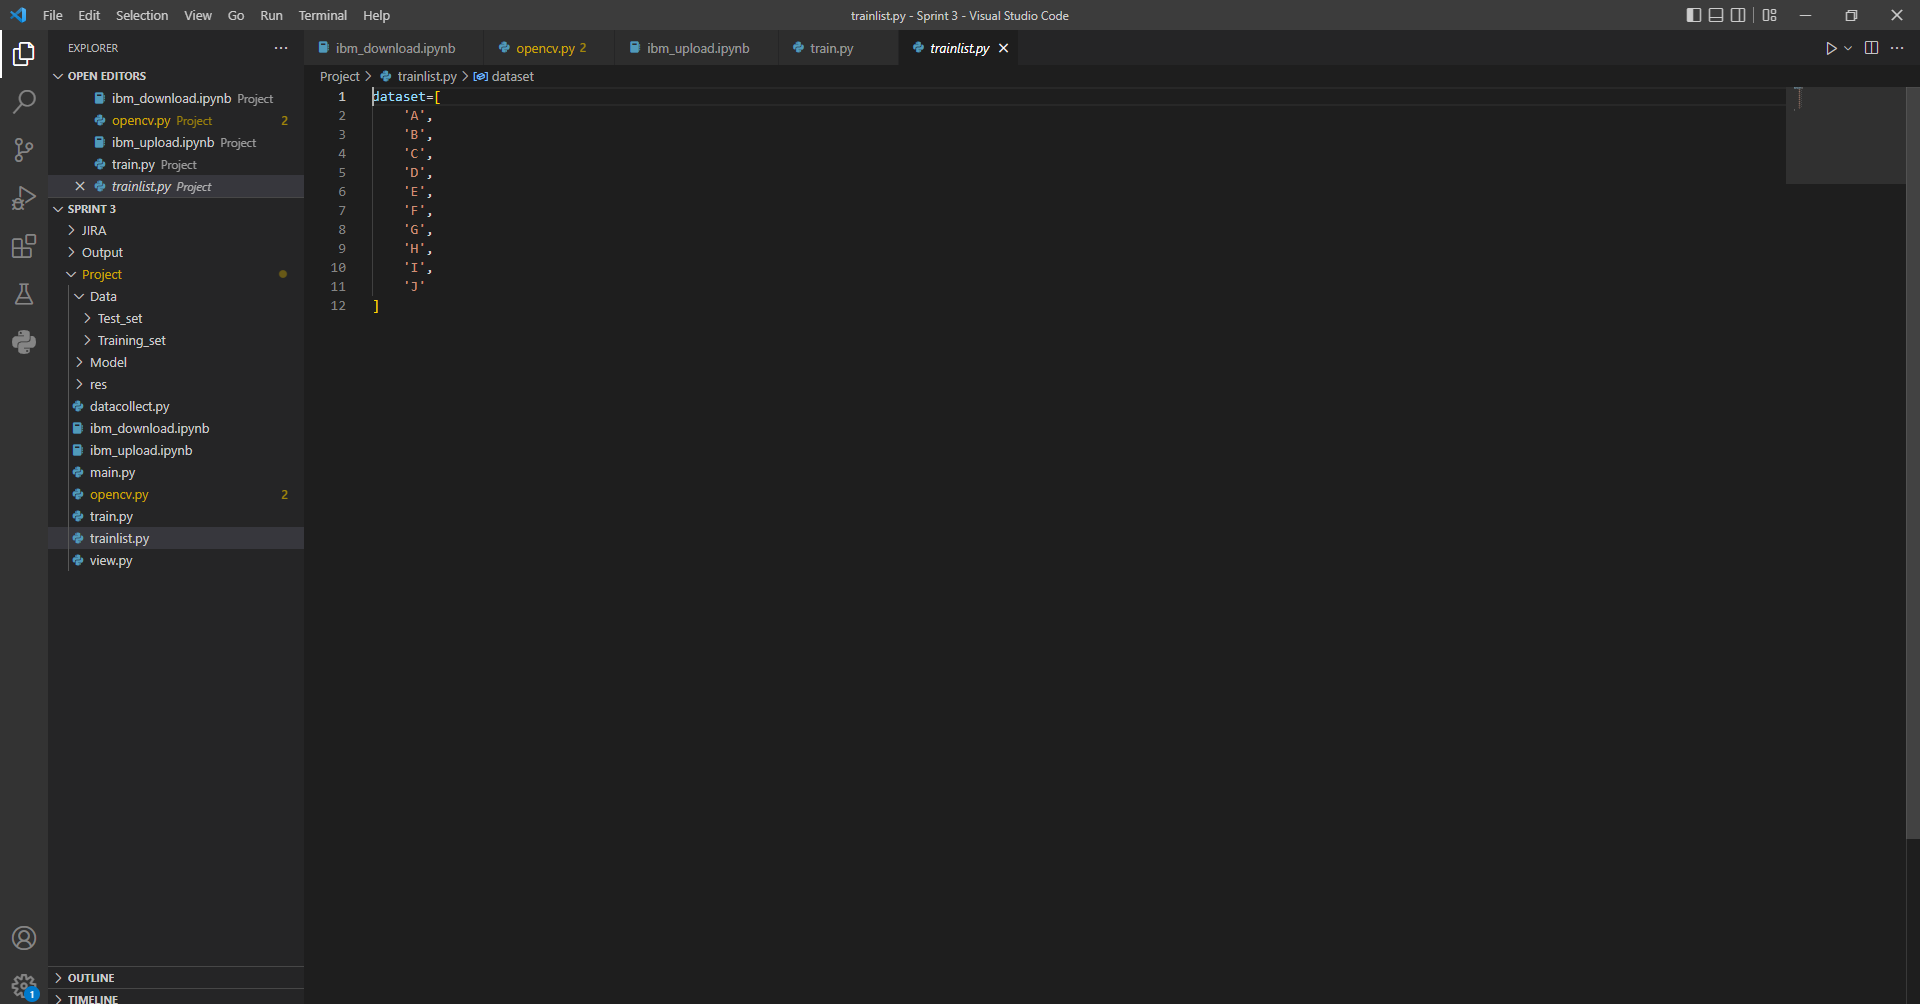 File Edit Selection View Go Run Terminal Help
trainlist.py - Sprint 3 - Visual Studio Code
EXPLORER
OPEN EDITORS
ibm_download.ipynb Project
opencv.py Project 2
ibm_upload.ipynb Project
train.py Project
trainlist.py Project
SPRINT 3
JIRA
Output
Project
Data
Test_set
Training_set
Model
res
datacollect.py
ibm_download.ipynb
ibm_upload.ipynb
main.py
opencv.py 2
train.py
trainlist.py
view.py
OUTLINE
TIMELINE
1
ibm_download.ipynb opencv.py 2 ibm_upload.ipynb train.py trainlist.py
Project > trainlist.py > dataset
1 dataset=[
2 'A',
3 'B',
4 'C',
5 'D',
6 'E',
7 'F',
8 'G',
9 'H',
10 'I',
11 'J'
12 ]